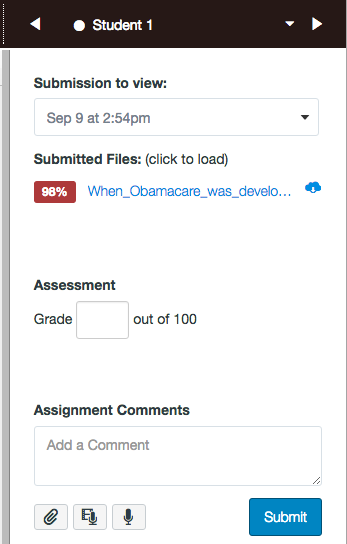 Student 1
Submission to view:
Sep 9 at 2:54pm
Submitted Files: (click to load)
98% When_Obamacare_was_develo...
Assessment
Grade out of 100
Assignment Comments
Add a Comment
Submit